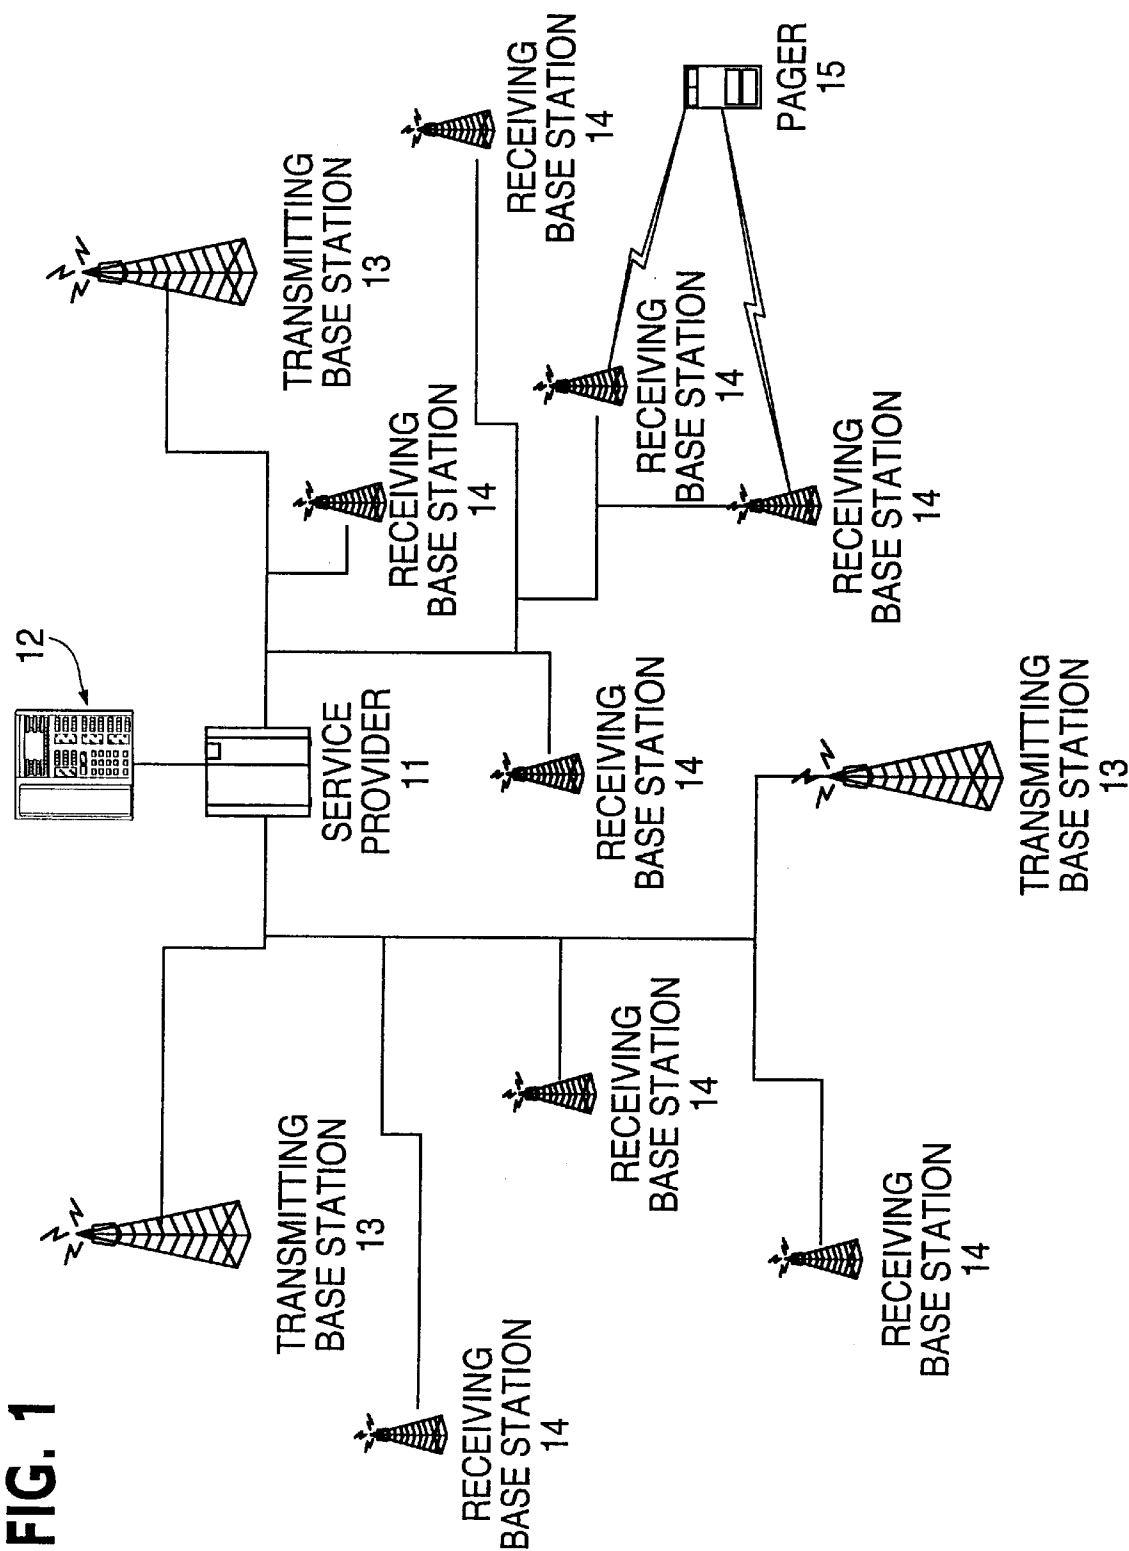 FIG. 1
12
TRANSMITTING
BASE STATION
13
TRANSMITTING
BASE STATION
13
SERVICE
PROVIDER
11
RECEIVING
BASE STATION
14
RECEIVING
BASE STATION
14
RECEIVING
BASE STATION
14
RECEIVING
BASE STATION
14
RECEIVING
BASE STATION
14
RECEIVING
BASE STATION
14
PAGER
15
RECEIVING
BASE STATION
14
RECEIVING
BASE STATION
14
TRANSMITTING
BASE STATION
13